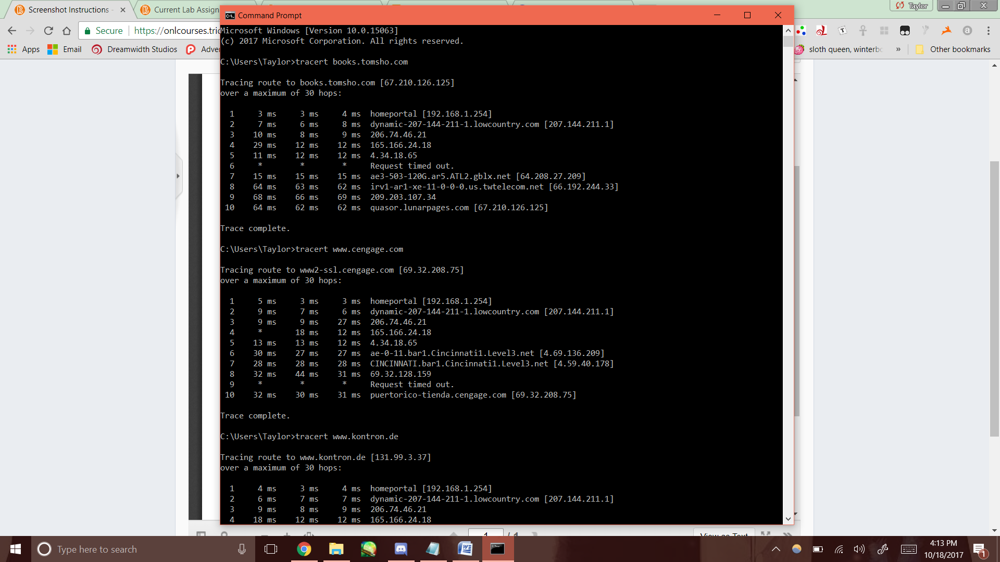 Screenshot Instructions -
Current Lab Assign
Taylor
Secure
https://onlcourses.tric
Apps
Email
Dreamwidth Studios
Adve
sloth queen, winterb
»
Other bookmarks
Command Prompt
Microsoft Windows [Version 10.0.15063]
(c) 2017 Microsoft Corporation. All rights reserved.
C:\Users\Taylor>tracert books.tomsho.com
Tracing route to books.tomsho.com [67.210.126.125]
over a maximum of 30 hops:
1 3 ms 3 ms 4 ms homeportal [192.168.1.254]
2 7 ms 6 ms 8 ms dynamic-207-144-211-1.lowcountry.com [207.144.211.1]
3 10 ms 8 ms 9 ms 206.74.46.21
4 29 ms 12 ms 12 ms 165.166.24.18
5 11 ms 12 ms 12 ms 4.34.18.65
6 * * * Request timed out.
7 15 ms 15 ms 15 ms ae3-503-120G.ar5.ATL2.gblx.net [64.208.27.209]
8 64 ms 63 ms 62 ms irv1-ar1-xe-11-0-0-0.us.twtelecom.net [66.192.244.33]
9 68 ms 66 ms 69 ms 209.203.107.34
10 64 ms 62 ms 62 ms quasor.lunarpages.com [67.210.126.125]
Trace complete.
C:\Users\Taylor>tracert www.cengage.com
Tracing route to www2-ssl.cengage.com [69.32.208.75]
over a maximum of 30 hops:
1 5 ms 3 ms 3 ms homeportal [192.168.1.254]
2 9 ms 7 ms 6 ms dynamic-207-144-211-1.lowcountry.com [207.144.211.1]
3 9 ms 9 ms 27 ms 206.74.46.21
4 * 18 ms 12 ms 165.166.24.18
5 13 ms 13 ms 12 ms 4.34.18.65
6 30 ms 27 ms 27 ms ae-0-11.bar1.Cincinnati1.Level3.net [4.69.136.209]
7 28 ms 28 ms 28 ms CINCINNATI.bar1.Cincinnati1.Level3.net [4.59.40.178]
8 32 ms 44 ms 31 ms 69.32.128.159
9 * * * Request timed out.
10 32 ms 30 ms 31 ms puertorico-tienda.cengage.com [69.32.208.75]
Trace complete.
C:\Users\Taylor>tracert www.kontron.de
Tracing route to www.kontron.de [131.99.3.37]
over a maximum of 30 hops:
1 4 ms 3 ms 4 ms homeportal [192.168.1.254]
2 6 ms 7 ms 7 ms dynamic-207-144-211-1.lowcountry.com [207.144.211.1]
3 9 ms 8 ms 9 ms 206.74.46.21
4 18 ms 12 ms 12 ms 165.166.24.18
1 / 1
View as Text
Type here to search
4:13 PM
10/18/2017
1